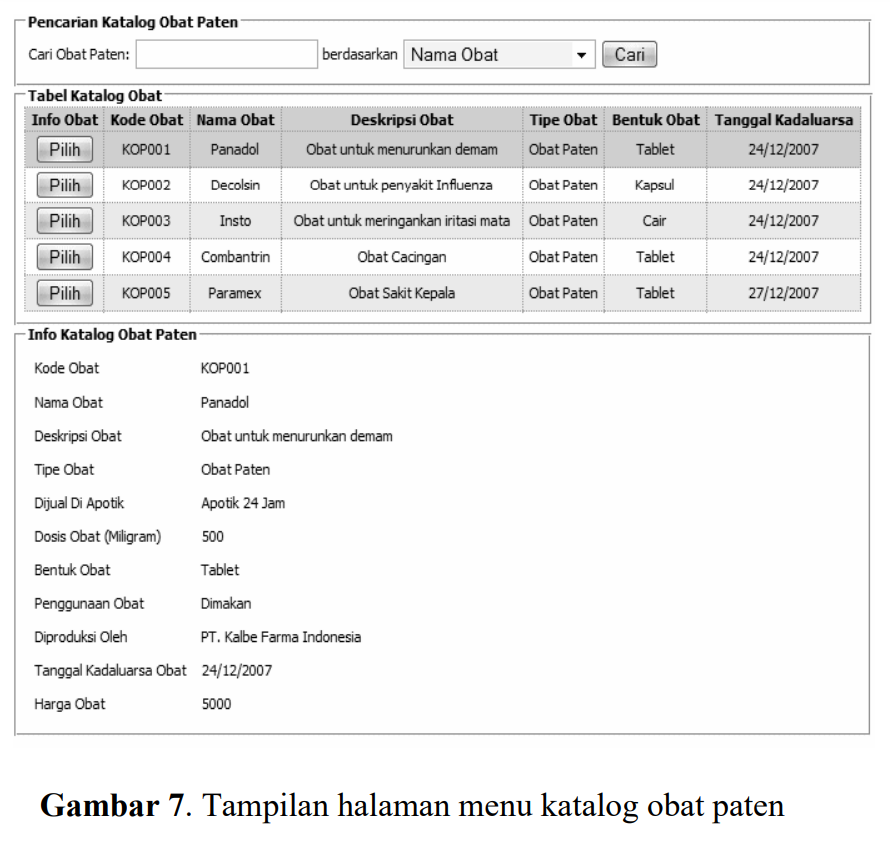 Pencarian Katalog Obat Paten
Cari Obat Paten: berdasarkan Nama Obat Cari
Tabel Katalog Obat
Info Obat Kode Obat Nama Obat Deskripsi Obat Tipe Obat Bentuk Obat Tanggal Kadaluarsa
Pilih KOP001 Panadol Obat untuk menurunkan demam Obat Paten Tablet 24/12/2007
Pilih KOP002 Decolsin Obat untuk penyakit Influenza Obat Paten Kapsul 24/12/2007
Pilih KOP003 Insto Obat untuk meringankan iritasi mata Obat Paten Cair 24/12/2007
Pilih KOP004 Combantrin Obat Cacingan Obat Paten Tablet 24/12/2007
Pilih KOP005 Paramex Obat Sakit Kepala Obat Paten Tablet 27/12/2007
Info Katalog Obat Paten
Kode Obat KOP001
Nama Obat Panadol
Deskripsi Obat Obat untuk menurunkan demam
Tipe Obat Obat Paten
Dijual Di Apotik Apotik 24 Jam
Dosis Obat (Miligram) 500
Bentuk Obat Tablet
Penggunaan Obat Dimakan
Diproduksi Oleh PT. Kalbe Farma Indonesia
Tanggal Kadaluarsa Obat 24/12/2007
Harga Obat 5000
Gambar 7. Tampilan halaman menu katalog obat paten